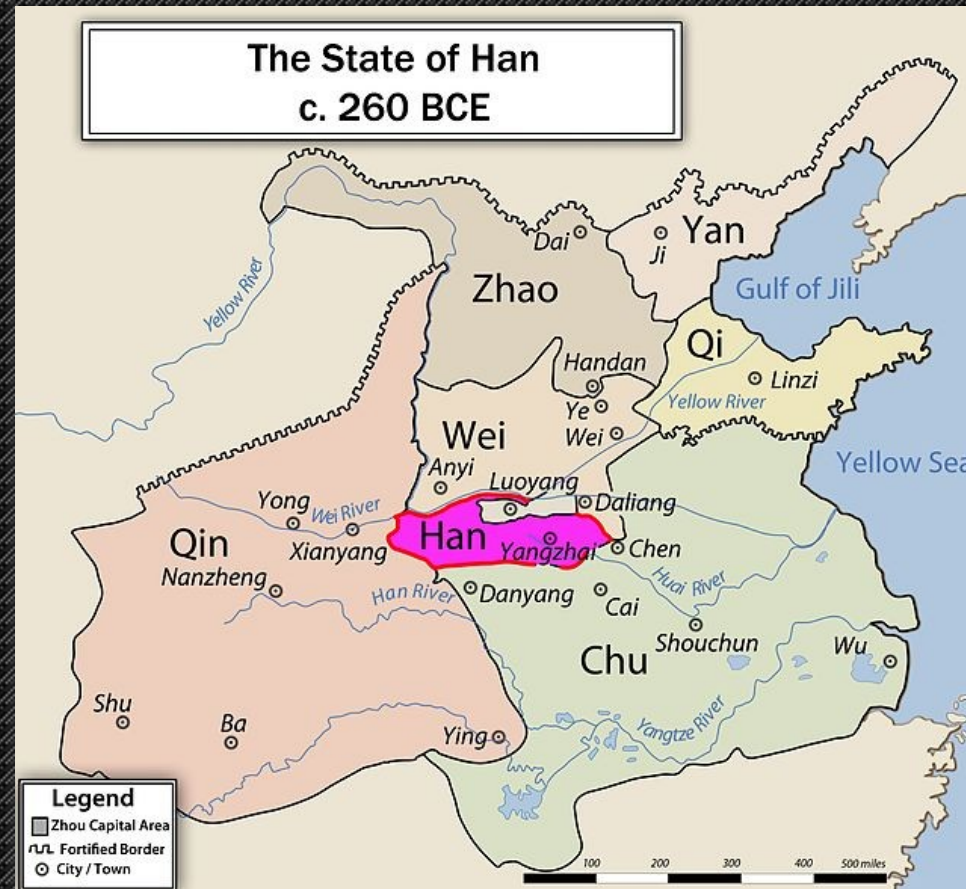 The State of Han
c. 260 BCE
Yan
Dai
Ji
Zhao
Yellow River
Gulf of Jili
Qi
Handan
Linzi
Ye
Yellow River
Wei
Wei
Anyi
Yellow Sea
Luoyang
Daliang
Yong
Wei River
Han
Qin
Xianyang
Yangzhai
Chen
Nanzheng
Han River
Danyang
Huai River
Cai
Shouchun
Chu
Wu
Shu
Ba
Ying
Yangtze River
Legend
Zhou Capital Area
Fortified Border
City / Town
100 200 300 400 500 miles